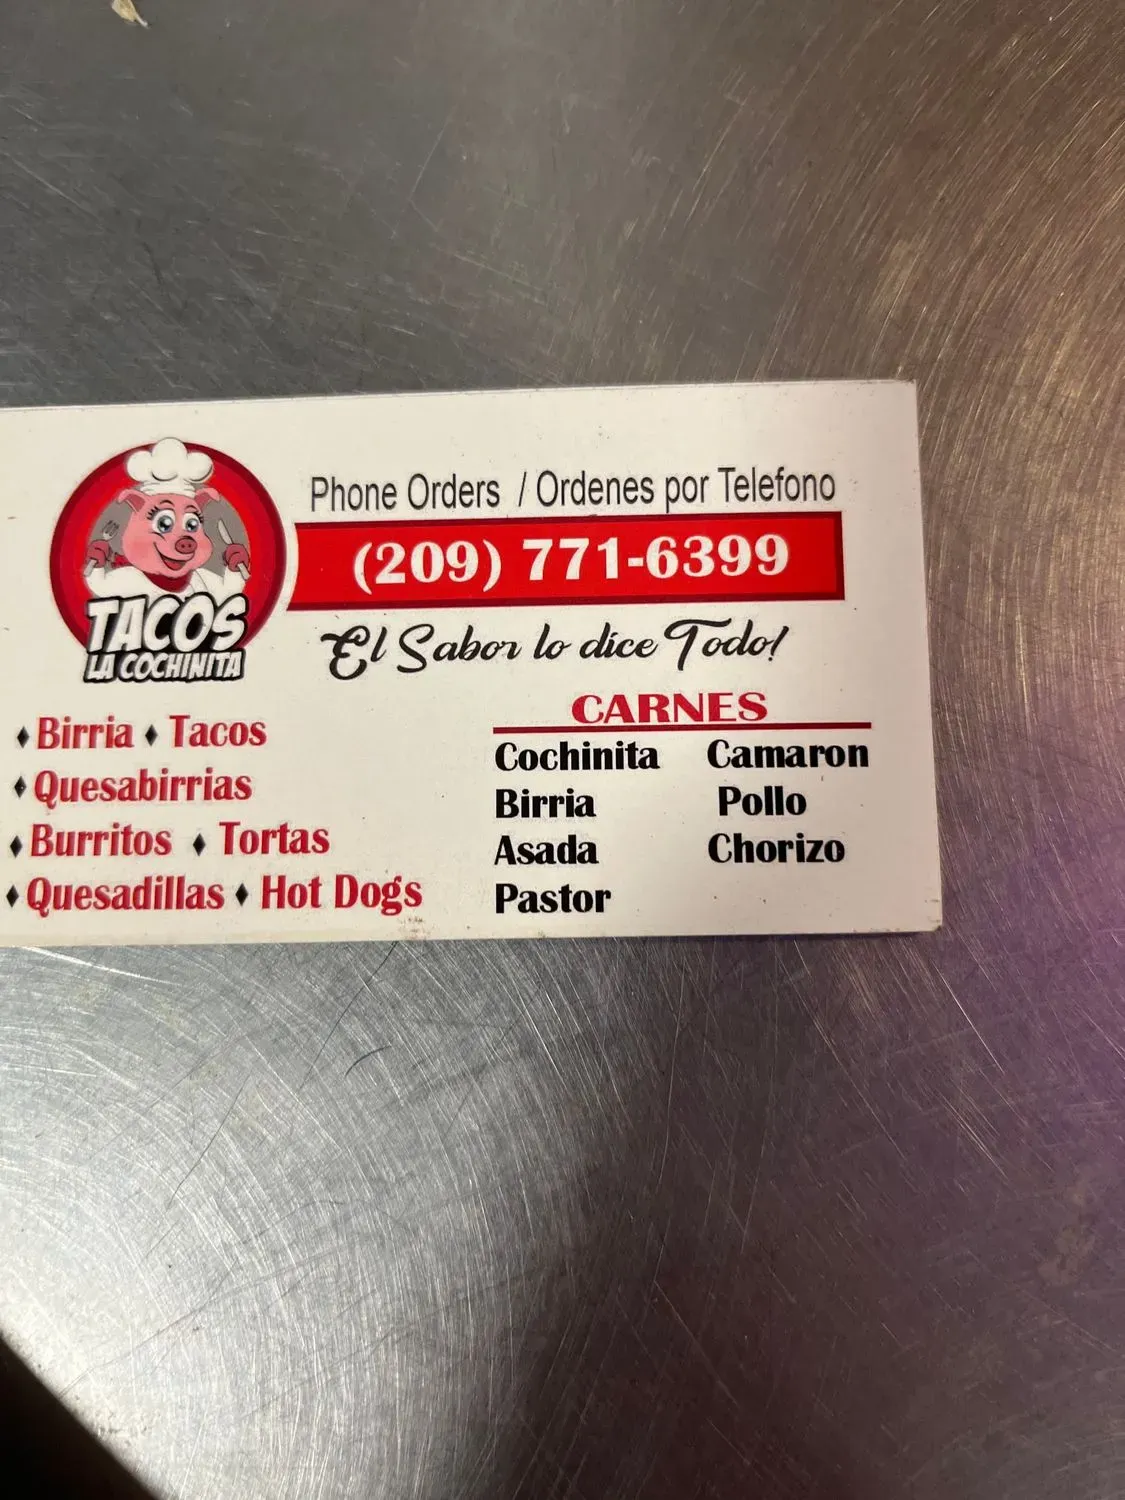 Phone Orders / Ordenes por Telefono
(209) 771-6399
El Sabor lo dice Todo!
TACOS
LA COCHINITA
♦ Birria ♦ Tacos
♦ Quesabirrias
♦ Burritos ♦ Tortas
♦ Quesadillas ♦ Hot Dogs
CARNES
Cochinita Camaron
Birria Pollo
Asada Chorizo
Pastor